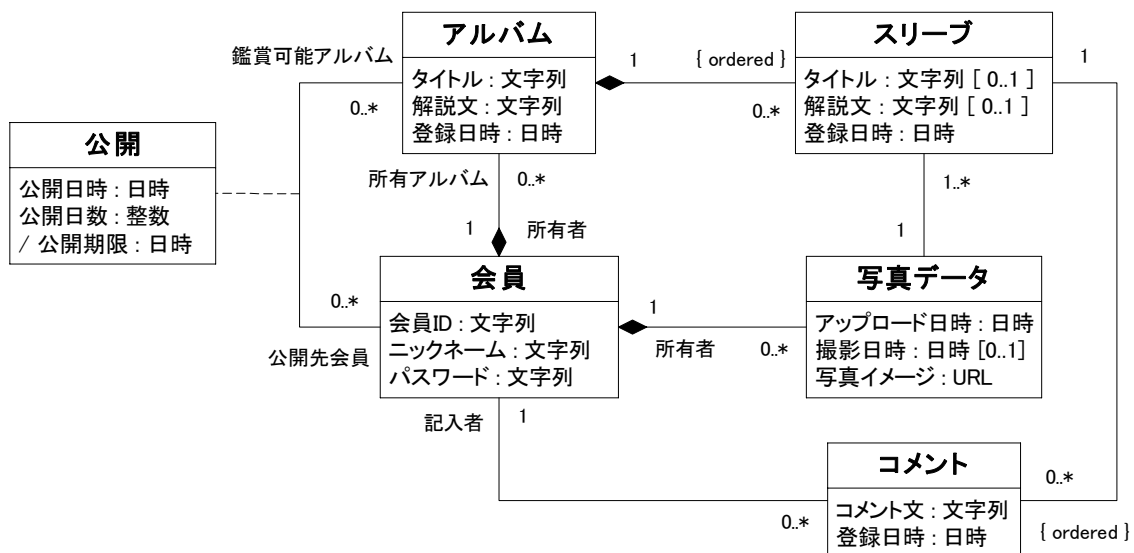 アルバム
タイトル : 文字列
解説文 : 文字列
登録日時 : 日時
スリーブ
タイトル : 文字列 [ 0..1 ]
解説文 : 文字列 [ 0..1 ]
登録日時 : 日時
鑑賞可能アルバム
0..*
1
{ ordered }
0..*
1
公開
公開日時 : 日時
公開日数 : 整数
/ 公開期限 : 日時
所有アルバム
0..*
1
所有者
1..*
1
会員
会員ID : 文字列
ニックネーム : 文字列
パスワード : 文字列
0..*
公開先会員
1
所有者
0..*
写真データ
アップロード日時 : 日時
撮影日時 : 日時 [0..1]
写真イメージ : URL
記入者
1
0..*
コメント
コメント文 : 文字列
登録日時 : 日時
0..*
{ ordered }